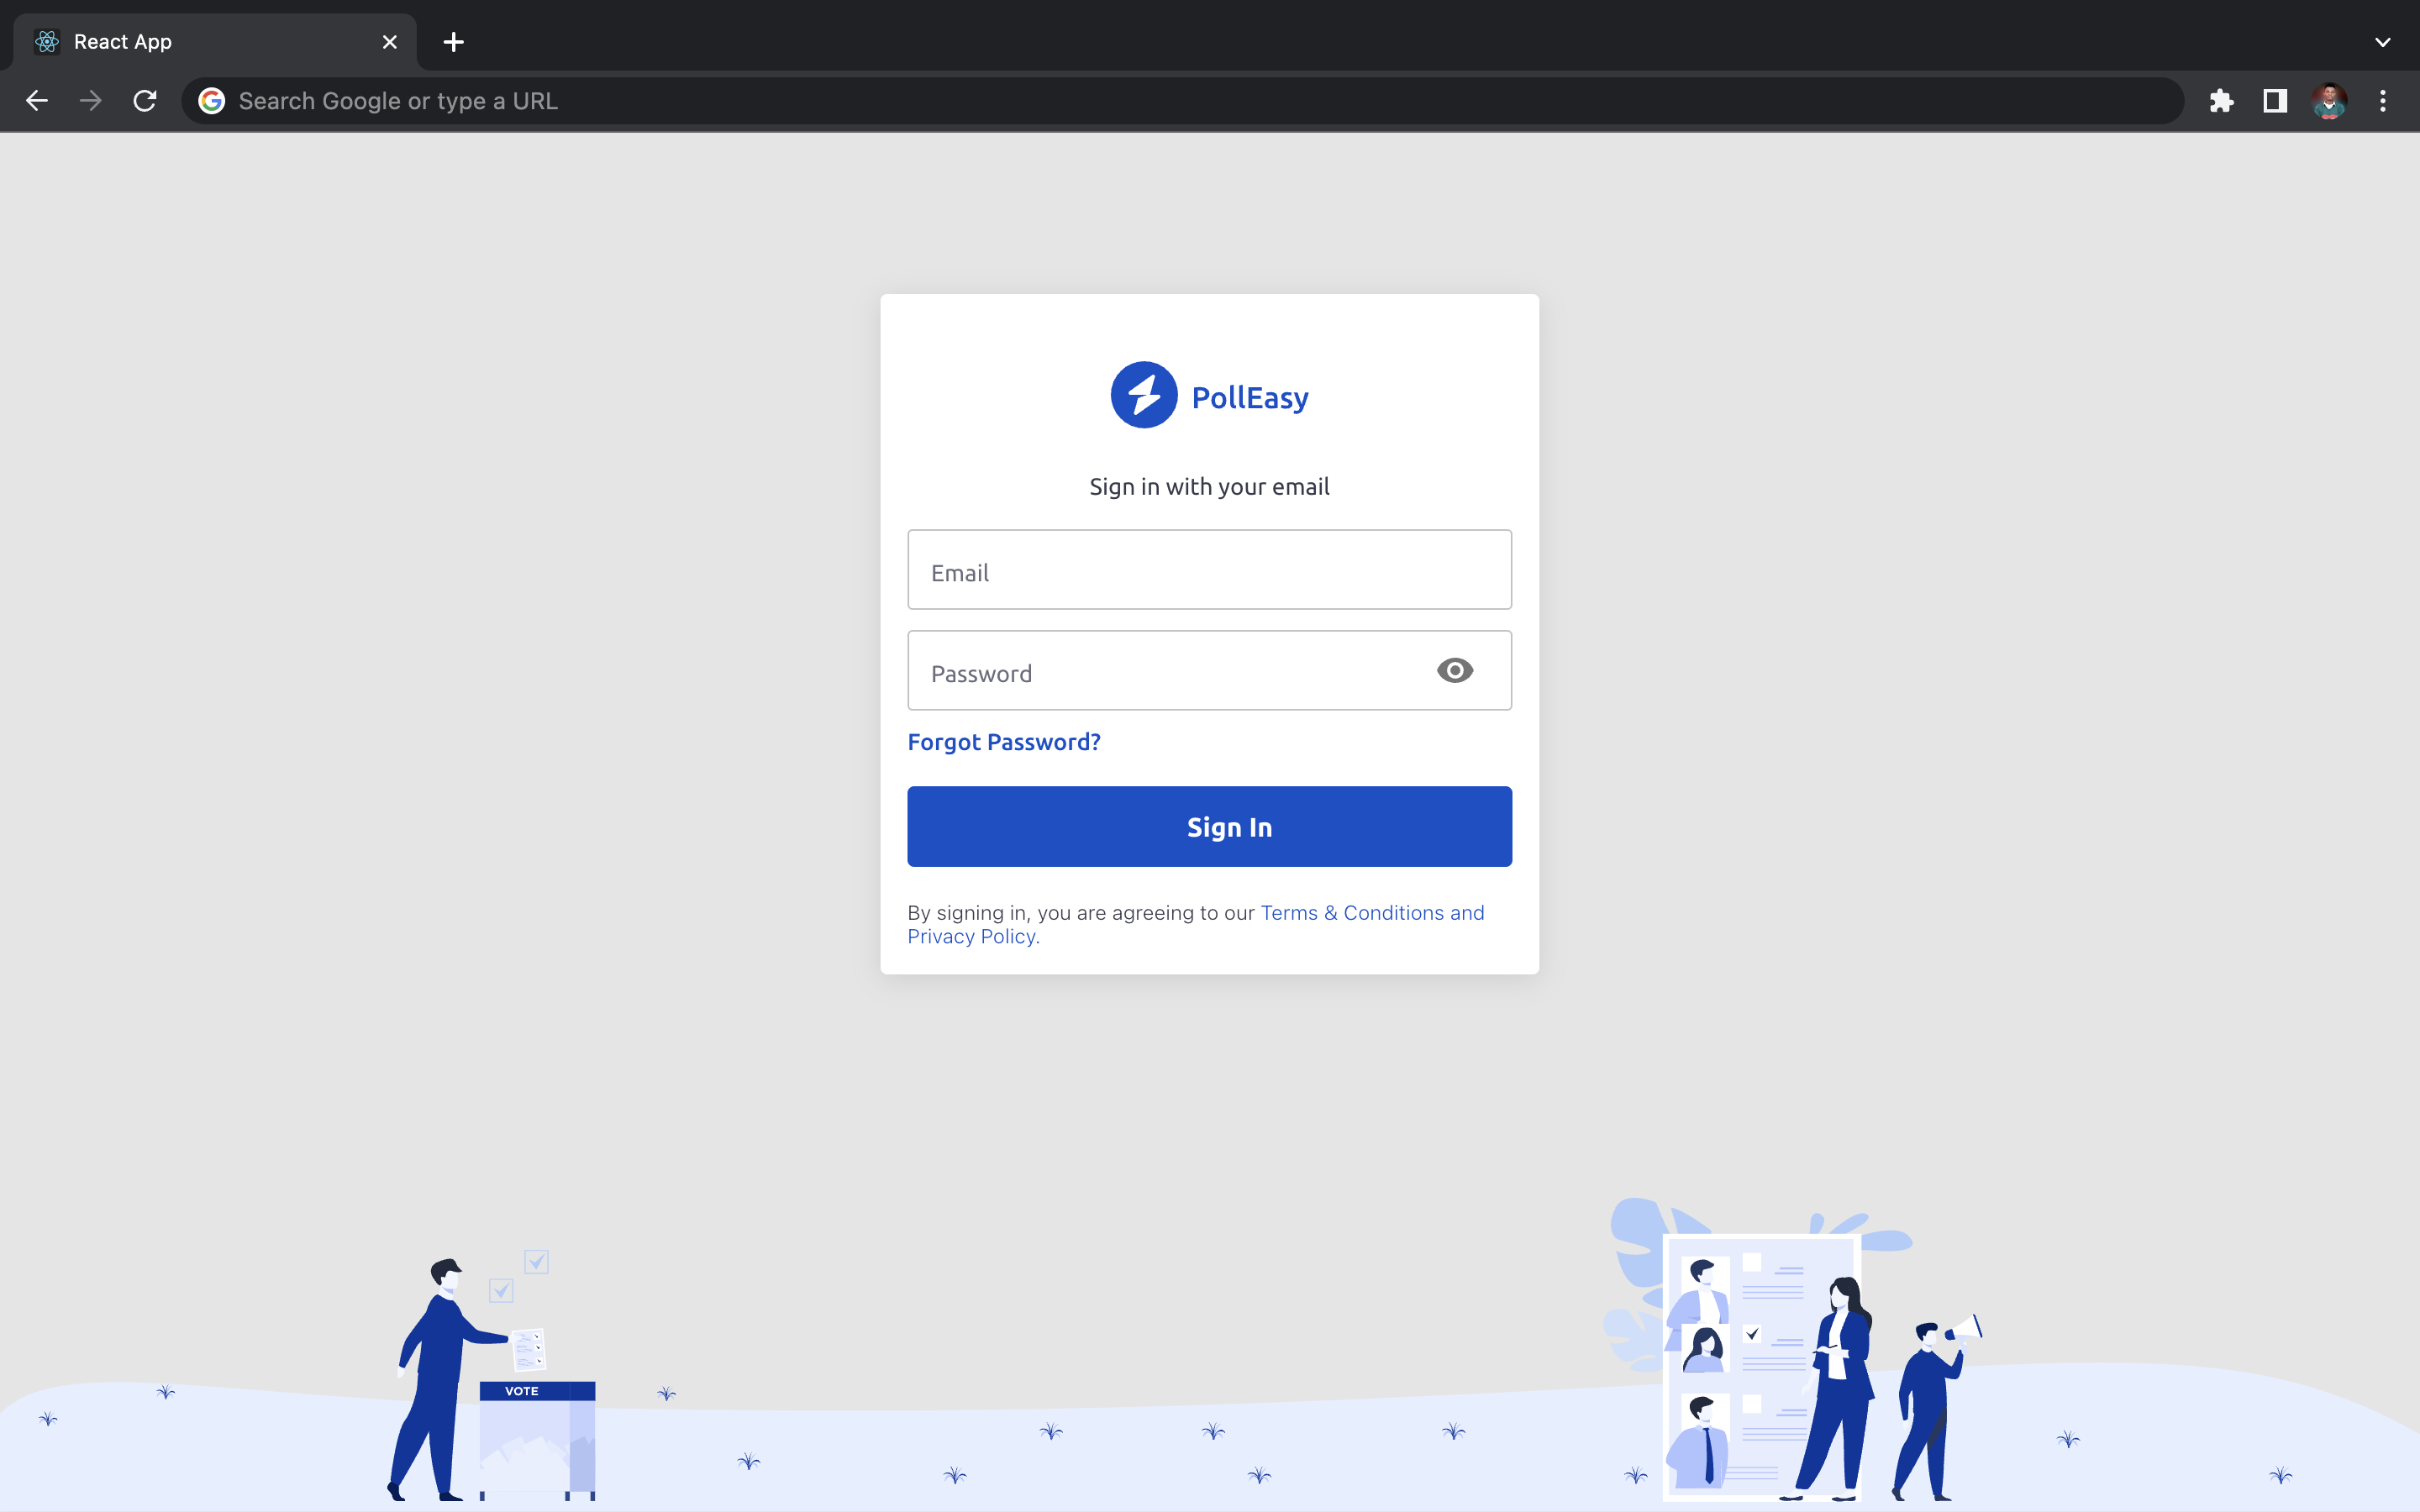 React App
Search Google or type a URL
PollEasy
Sign in with your email
Email
Password
Forgot Password?
Sign In
By signing in, you are agreeing to our Terms & Conditions and
Privacy Policy.
VOTE